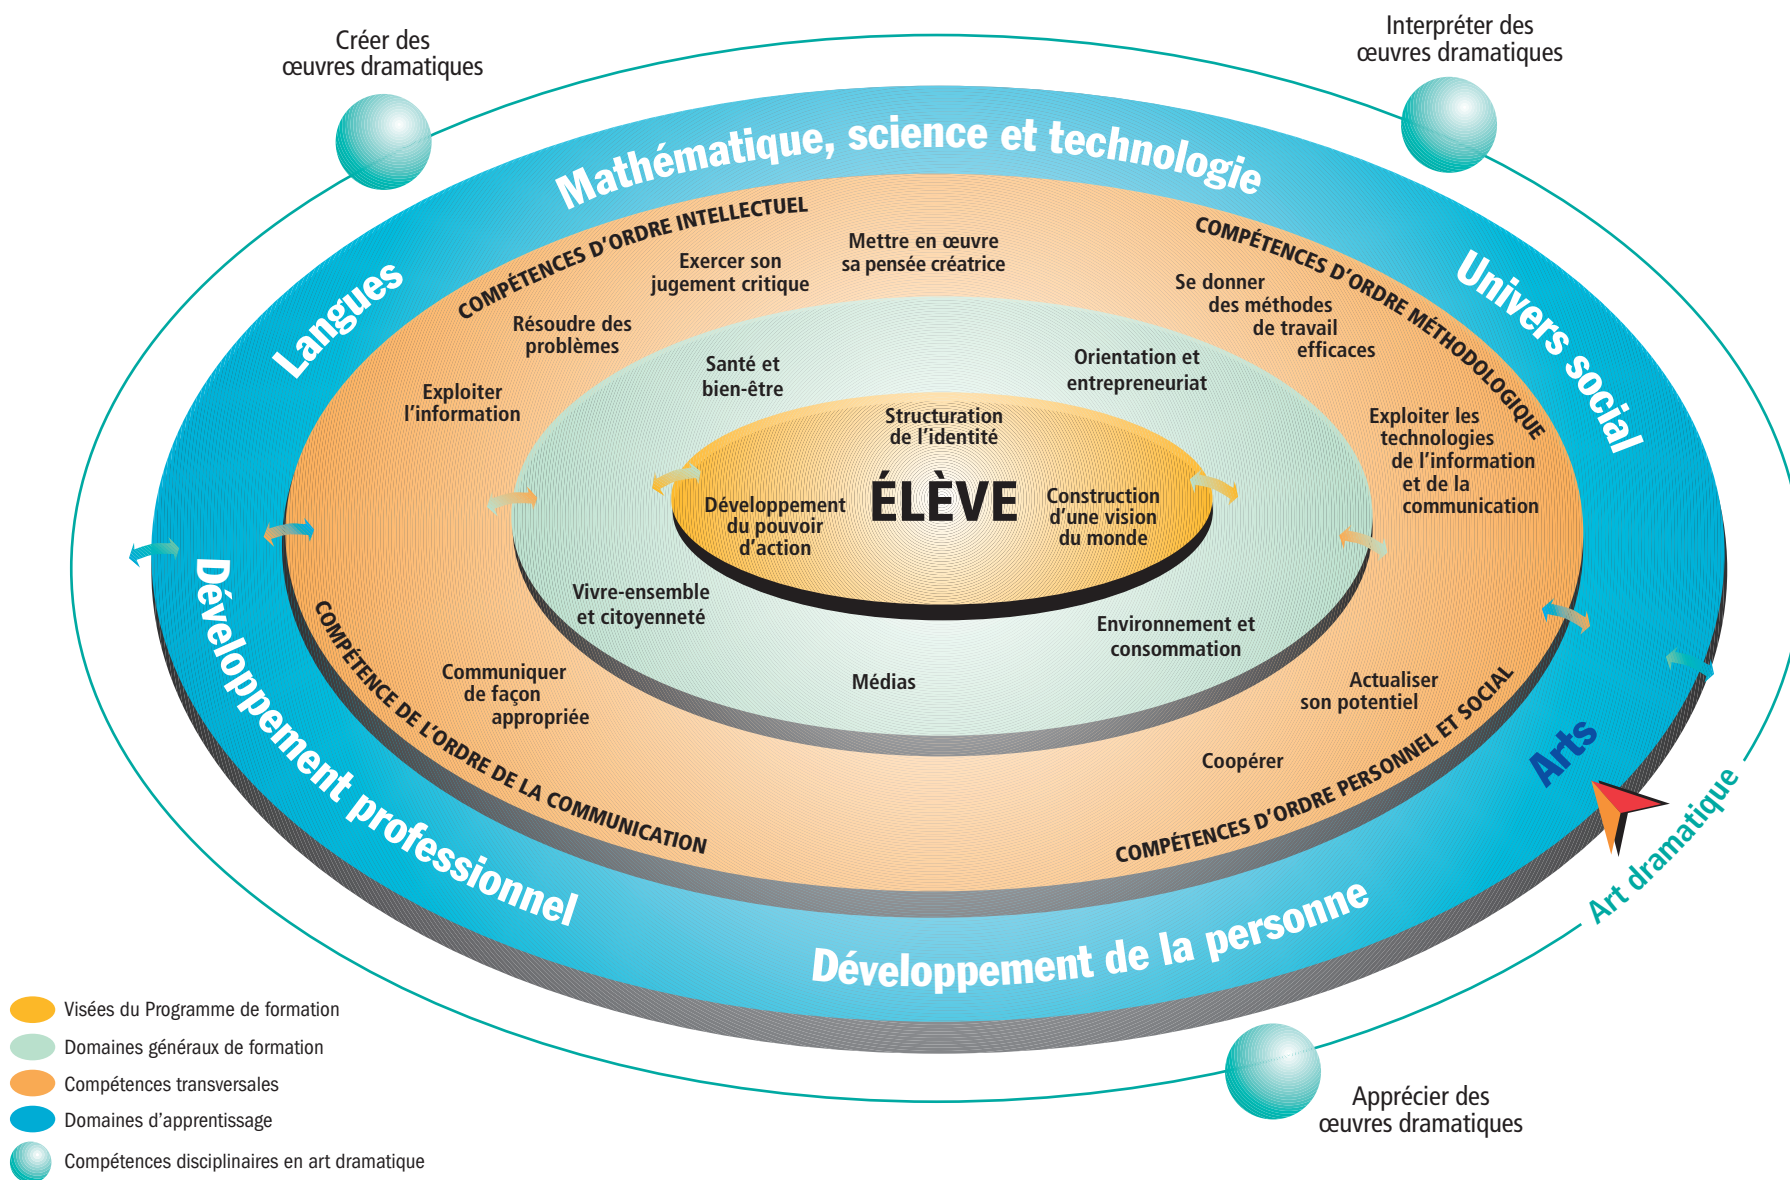 Créer des
œuvres dramatiques
Interpréter des
œuvres dramatiques
Mathématique, science et technologie
Langues
Univers social
COMPÉTENCES D'ORDRE INTELLECTUEL
COMPÉTENCES D'ORDRE MÉTHODOLOGIQUE
Mettre en œuvre
sa pensée créatrice
Exercer son
jugement critique
Résoudre des
problèmes
Exploiter
l'information
Se donner
des méthodes
de travail
efficaces
Exploiter les
technologies
de l'information
et de la
communication
Santé et
bien-être
Orientation et
entrepreneuriat
Structuration
de l'identité
ÉLÈVE
Développement
du pouvoir
d'action
Construction
d'une vision
du monde
Vivre-ensemble
et citoyenneté
Environnement et
consommation
Médias
Communiquer
de façon
appropriée
Actualiser
son potentiel
Coopérer
COMPÉTENCE DE L'ORDRE DE LA COMMUNICATION
COMPÉTENCES D'ORDRE PERSONNEL ET SOCIAL
Développement professionnel
Développement de la personne
Arts
Art dramatique
Apprécier des
œuvres dramatiques
Visées du Programme de formation
Domaines généraux de formation
Compétences transversales
Domaines d'apprentissage
Compétences disciplinaires en art dramatique